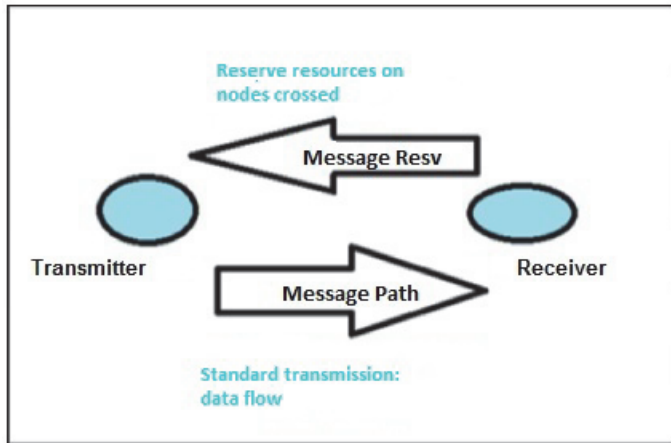 Reserve resources on
nodes crossed
Message Resv
Transmitter
Receiver
Message Path
Standard transmission:
data flow